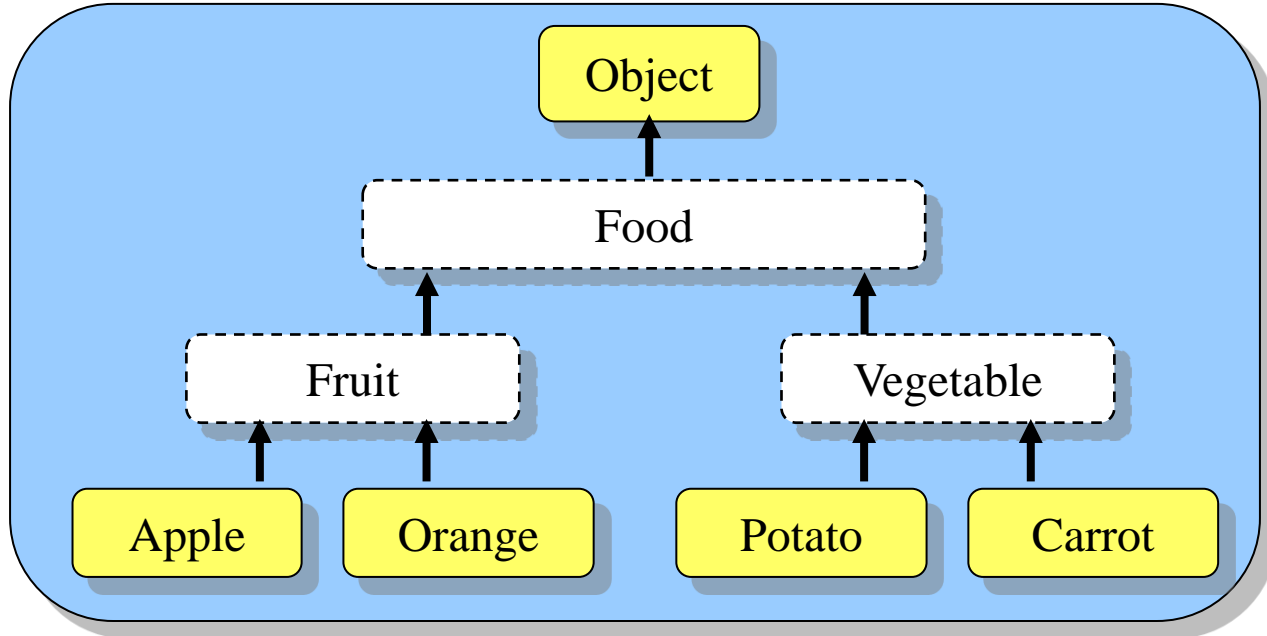 Object
Food
Fruit
Vegetable
Apple
Orange
Potato
Carrot